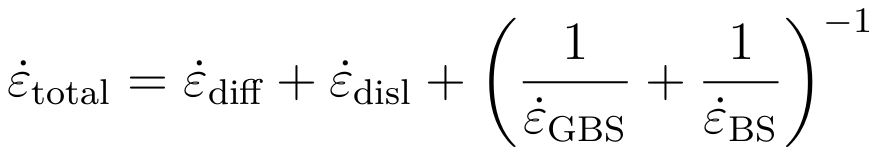 ε̇_total = ε̇_diff + ε̇_disl + (1/ε̇_GBS + 1/ε̇_BS)^−1